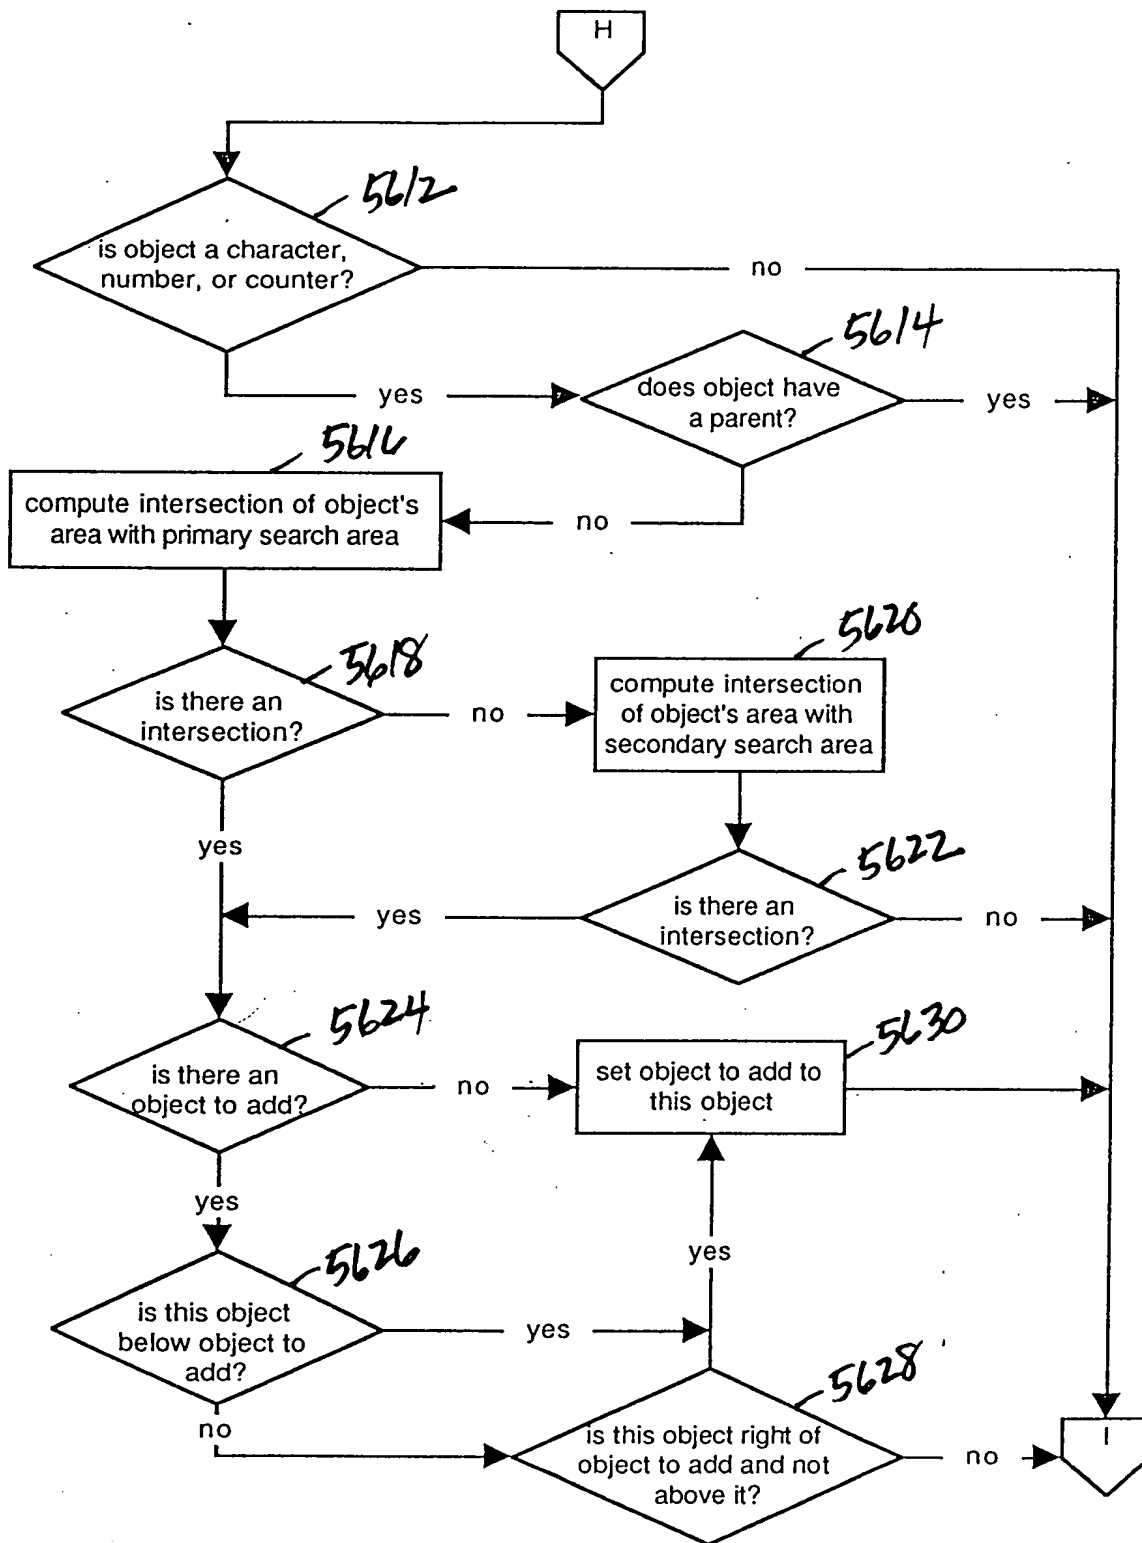 H
5612
is object a character,
number, or counter?
no
5614
does object have
a parent?
yes
yes
5616
compute intersection of object's
area with primary search area
no
5618
is there an
intersection?
no
5620
compute intersection
of object's area with
secondary search area
yes
5622
is there an
intersection?
yes
no
5624
is there an
object to add?
no
5630
set object to add to
this object
yes
yes
5626
is this object
below object to
add?
yes
no
5628
is this object right of
object to add and not
above it?
no
I